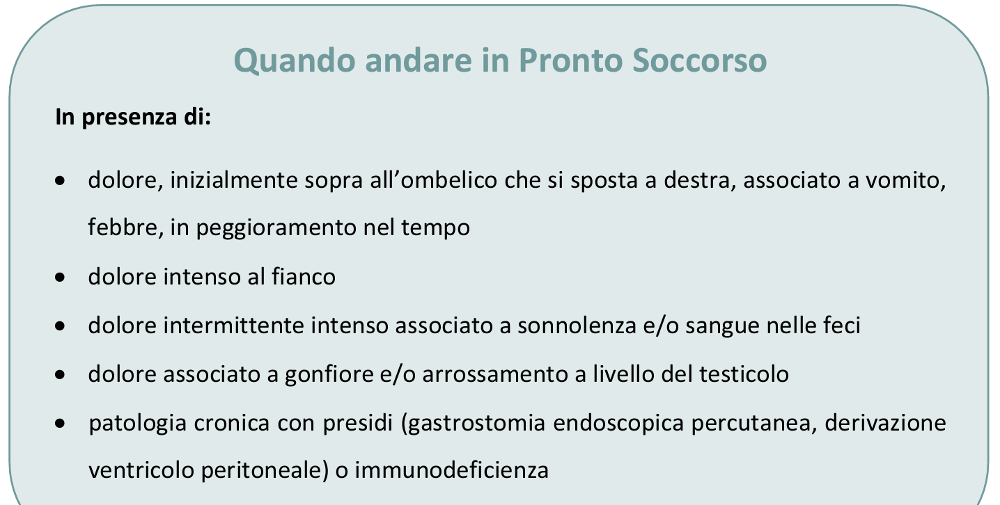 Quando andare in Pronto Soccorso
In presenza di:
• dolore, inizialmente sopra all’ombelico che si sposta a destra, associato a vomito,
febbre, in peggioramento nel tempo
• dolore intenso al fianco
• dolore intermittente intenso associato a sonnolenza e/o sangue nelle feci
• dolore associato a gonfiore e/o arrossamento a livello del testicolo
• patologia cronica con presidi (gastrostomia endoscopica percutanea, derivazione
ventricolo peritoneale) o immunodeficienza